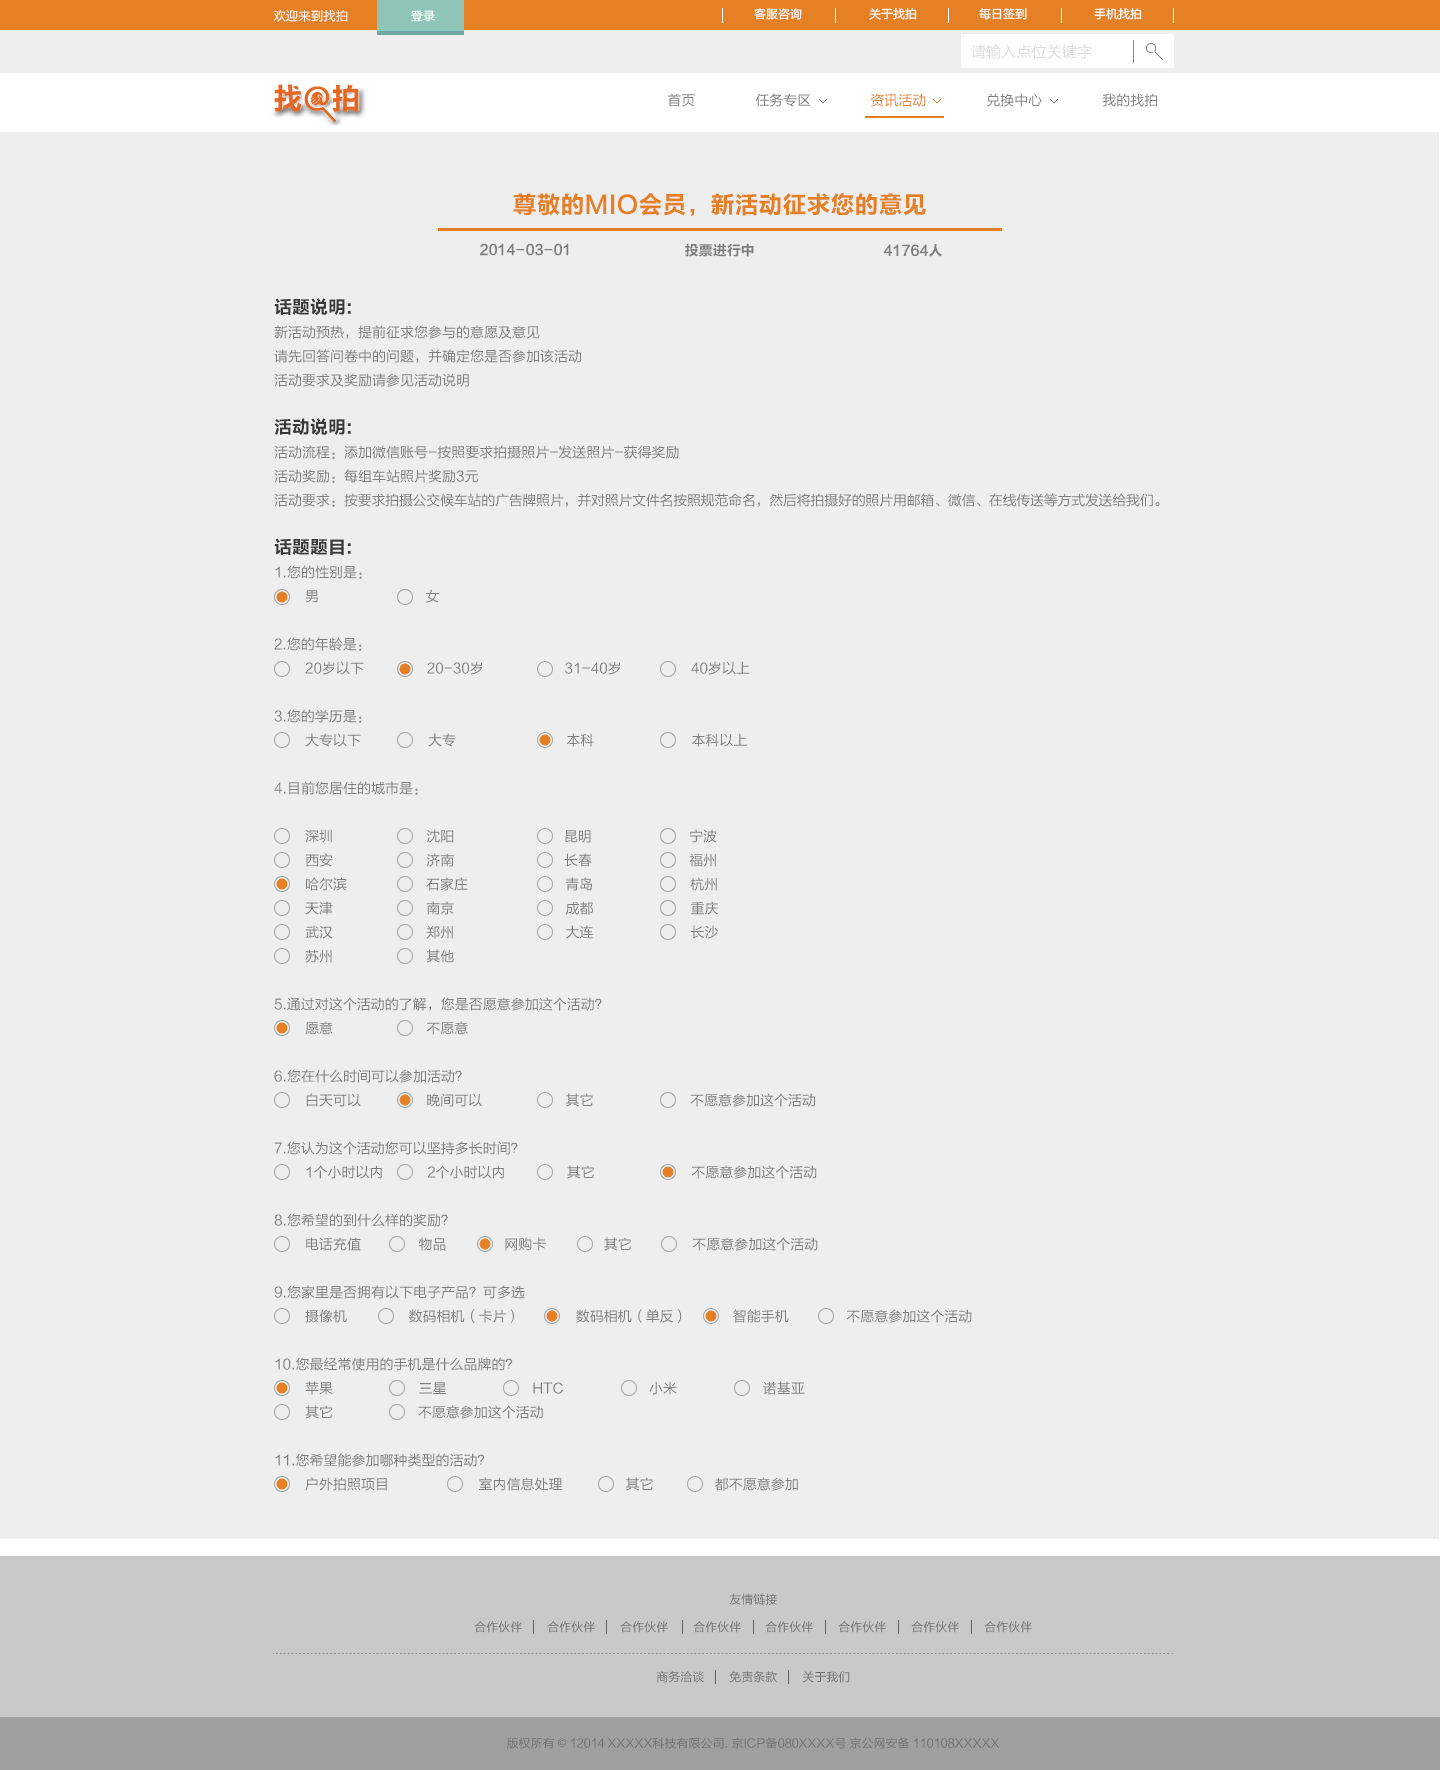 欢迎来到找拍 登录 客服咨询 关于找拍 每日签到 手机找拍
请输入点位关键字
找@拍 首页 任务专区 资讯活动 兑换中心 我的找拍
尊敬的MIO会员，新活动征求您的意见
2014-03-01 投票进行中 41764人
话题说明：
新活动预热，提前征求您参与的意愿及意见
请先回答问卷中的问题，并确定您是否参加该活动
活动要求及奖励请参见活动说明
活动说明：
活动流程：添加微信账号-按照要求拍摄照片-发送照片-获得奖励
活动奖励：每组车站照片奖励3元
活动要求：按要求拍摄公交候车站的广告牌照片，并对照片文件名按照规范命名，然后将拍摄好的照片用邮箱、微信、在线传送等方式发送给我们。
话题题目：
1.您的性别是：
男 女
2.您的年龄是：
20岁以下 20-30岁 31-40岁 40岁以上
3.您的学历是：
大专以下 大专 本科 本科以上
4.目前您居住的城市是：
深圳 沈阳 昆明 宁波
西安 济南 长春 福州
哈尔滨 石家庄 青岛 杭州
天津 南京 成都 重庆
武汉 郑州 大连 长沙
苏州 其他
5.通过对这个活动的了解，您是否愿意参加这个活动？
愿意 不愿意
6.您在什么时间可以参加活动？
白天可以 晚间可以 其它 不愿意参加这个活动
7.您认为这个活动您可以坚持多长时间？
1个小时以内 2个小时以内 其它 不愿意参加这个活动
8.您希望的到什么样的奖励？
电话充值 物品 网购卡 其它 不愿意参加这个活动
9.您家里是否拥有以下电子产品？可多选
摄像机 数码相机（卡片） 数码相机（单反） 智能手机 不愿意参加这个活动
10.您最经常使用的手机是什么品牌的？
苹果 三星 HTC 小米 诺基亚
其它 不愿意参加这个活动
11.您希望能参加哪种类型的活动？
户外拍照项目 室内信息处理 其它 都不愿意参加
友情链接
合作伙伴 合作伙伴 合作伙伴 合作伙伴 合作伙伴 合作伙伴 合作伙伴 合作伙伴
商务洽谈 免责条款 关于我们
版权所有 © 12014 XXXXX科技有限公司. 京ICP备080XXXX号 京公网安备 110108XXXXX